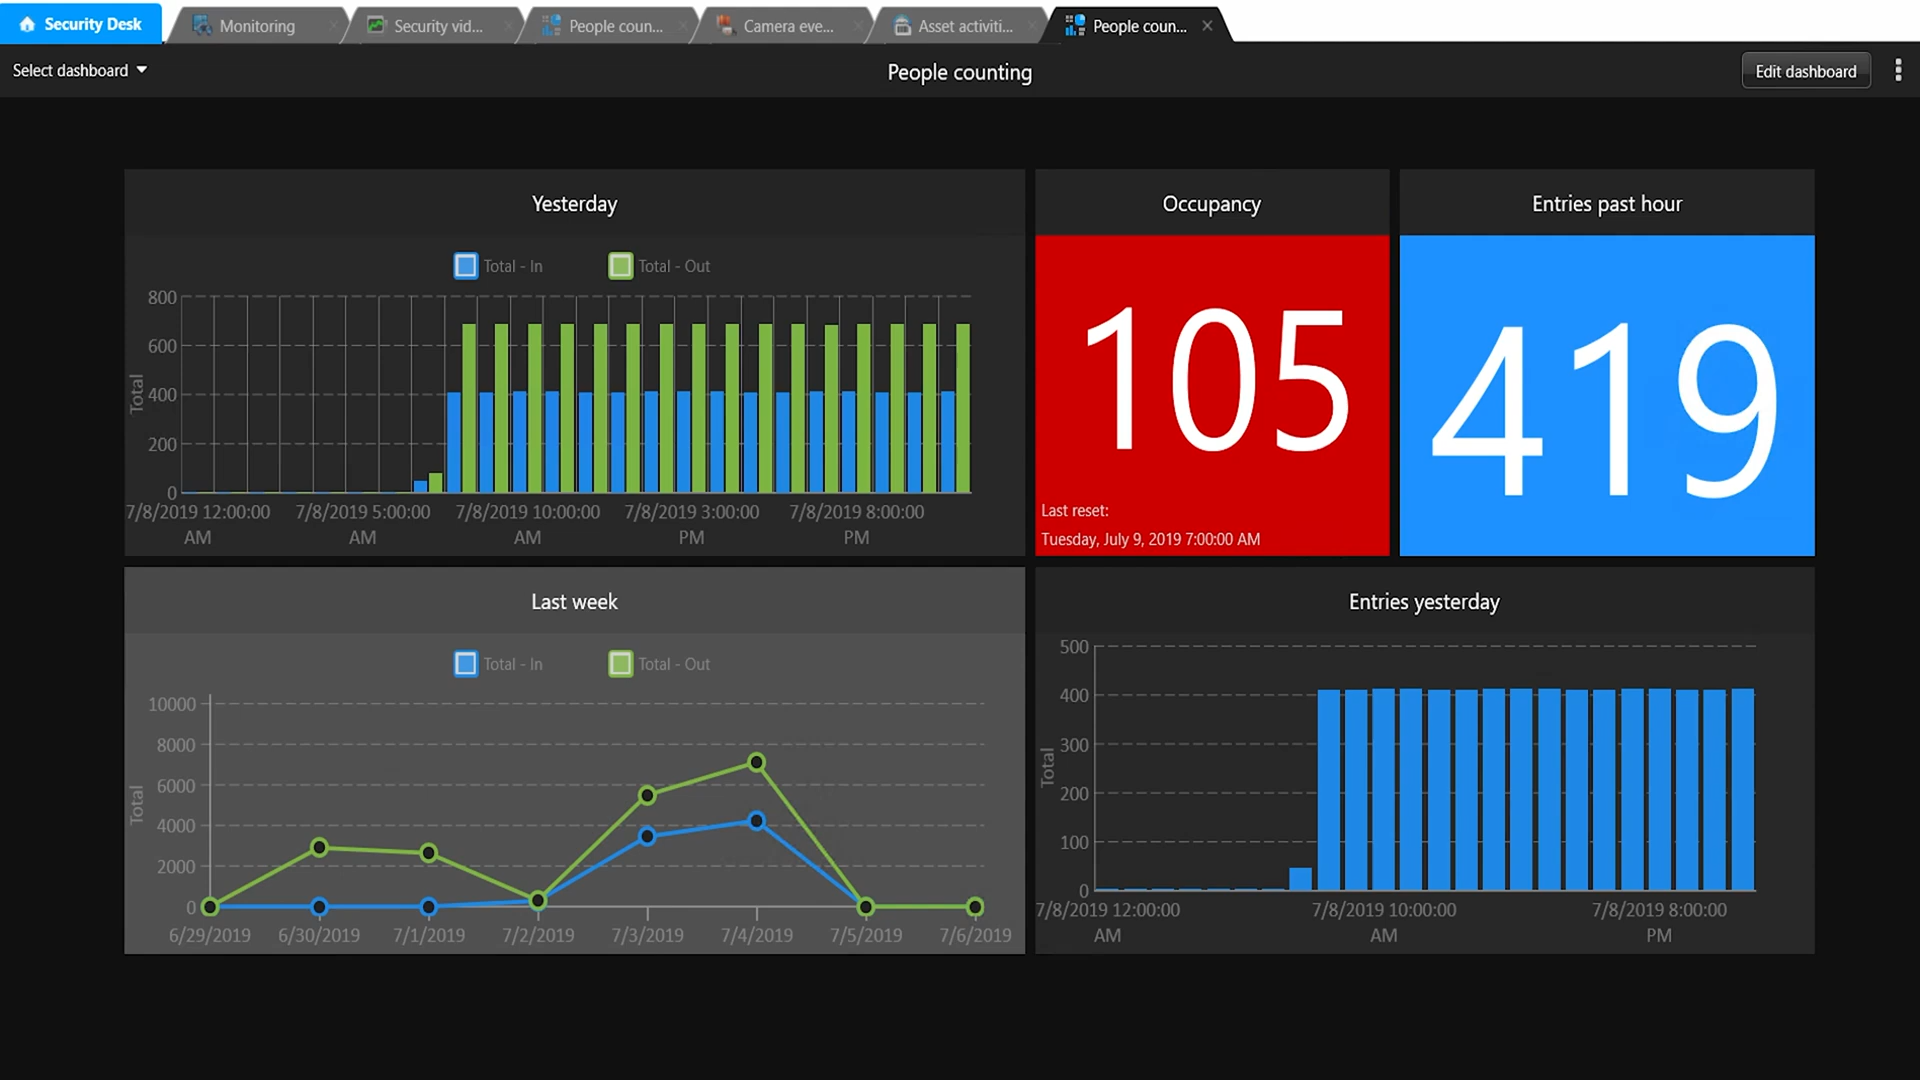 Security Desk
Monitoring
Security vid...
People coun...
Camera eve...
Asset activiti...
People coun...
Select dashboard
People counting
Edit dashboard
Yesterday
Total - In
Total - Out
800
600
400
200
0
Total
7/8/2019 12:00:00 AM
7/8/2019 5:00:00 AM
7/8/2019 10:00:00 AM
7/8/2019 3:00:00 PM
7/8/2019 8:00:00 PM
Occupancy
105
Last reset:
Tuesday, July 9, 2019 7:00:00 AM
Entries past hour
419
Last week
Total - In
Total - Out
10000
8000
6000
4000
2000
0
Total
6/29/2019
6/30/2019
7/1/2019
7/2/2019
7/3/2019
7/4/2019
7/5/2019
7/6/2019
Entries yesterday
500
400
300
200
100
0
Total
7/8/2019 12:00:00 AM
7/8/2019 10:00:00 AM
7/8/2019 8:00:00 PM